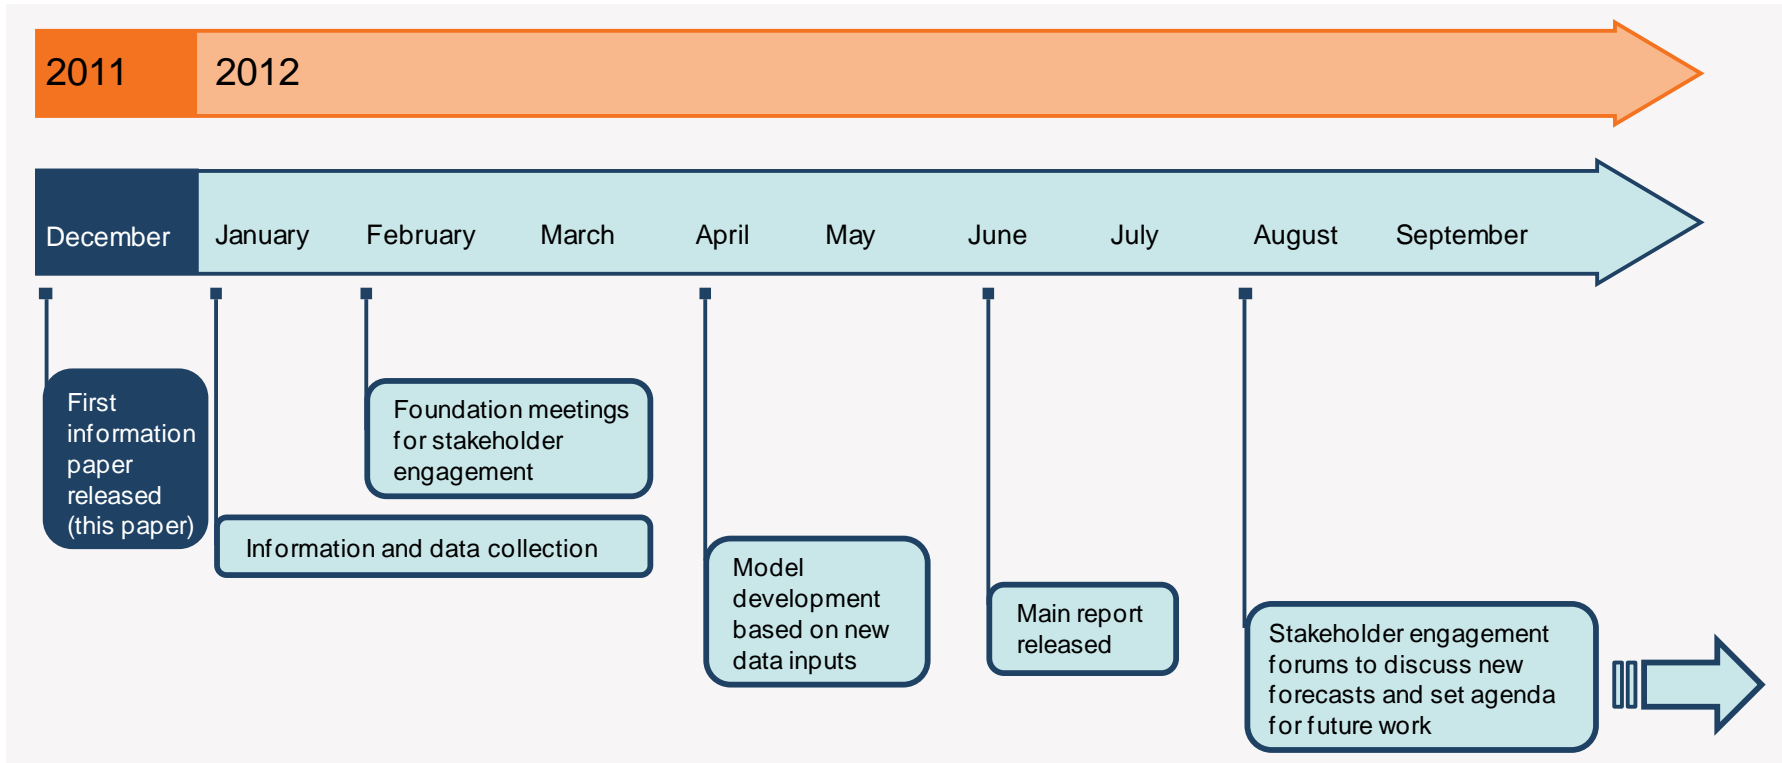 2011 2012
December January February March April May June July August September
First
information
paper
released
(this paper)
Foundation meetings
for stakeholder
engagement
Information and data collection
Model
development
based on new
data inputs
Main report
released
Stakeholder engagement
forums to discuss new
forecasts and set agenda
for future work